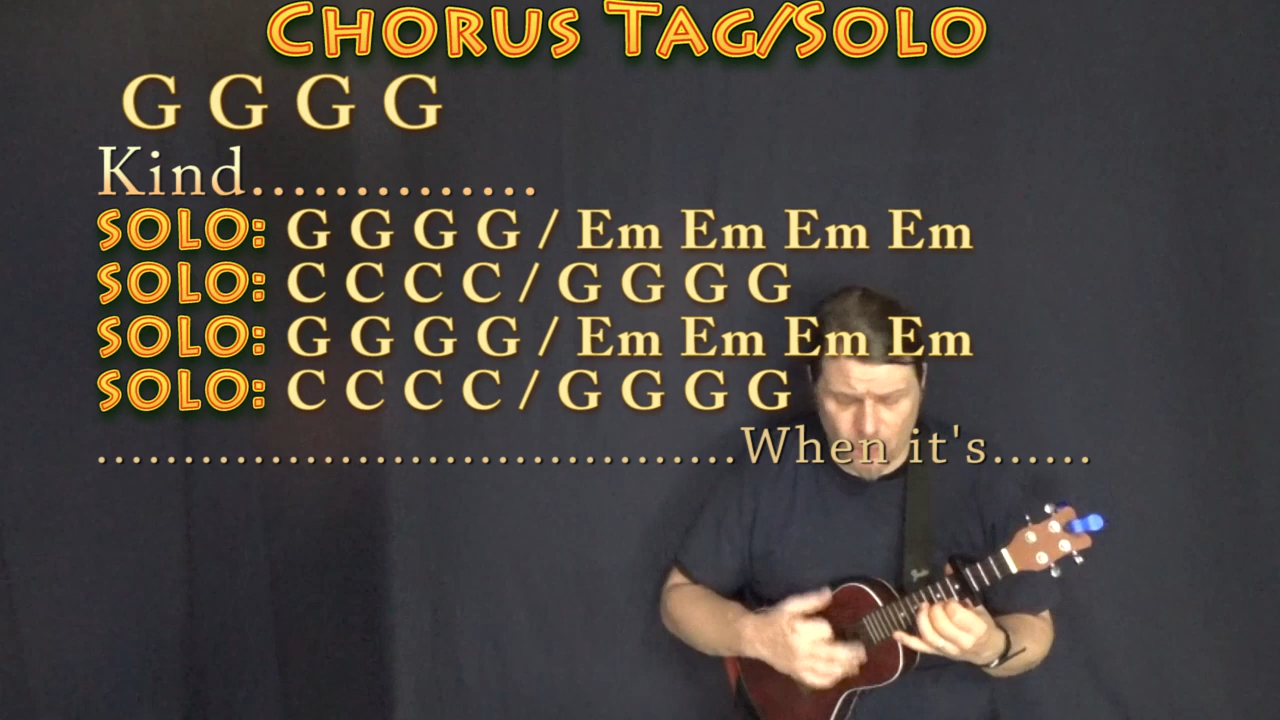 CHORUS TAG/SOLO
G G G G
Kind..............
SOLO: G G G G / Em Em Em Em
SOLO: C C C C / G G G G
SOLO: G G G G / Em Em Em Em
SOLO: C C C C / G G G G
.....................................When it's......